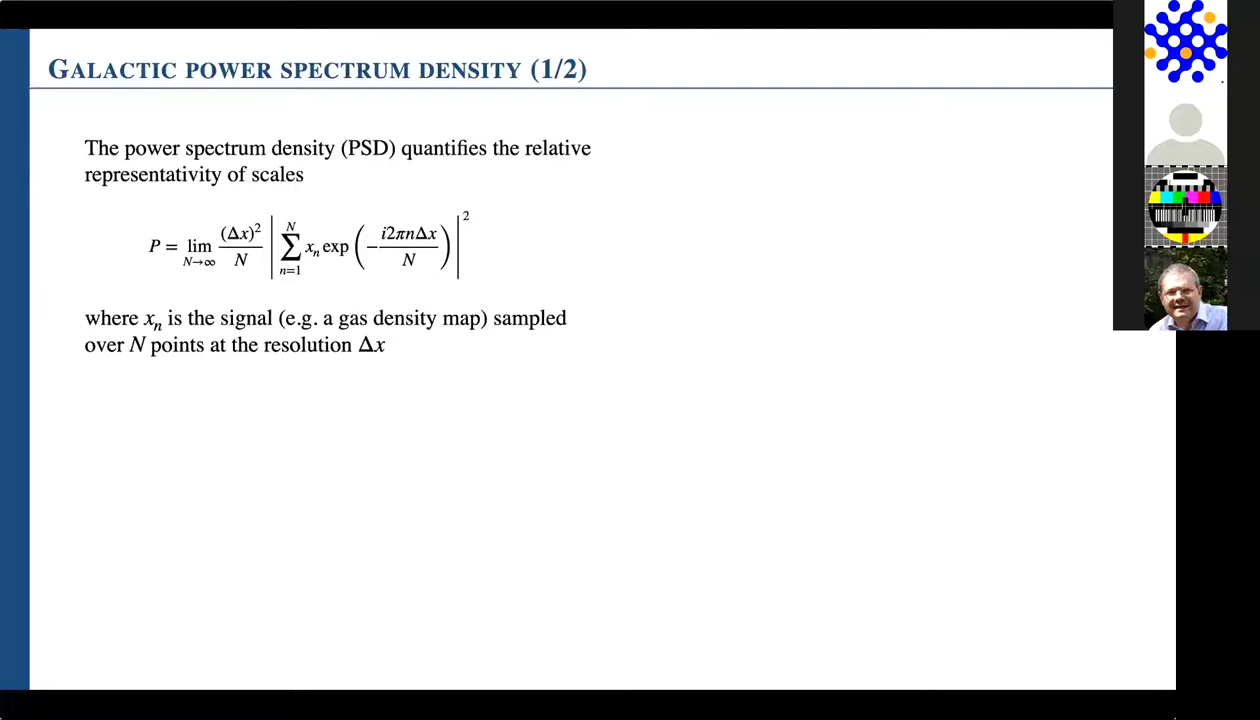 GALACTIC POWER SPECTRUM DENSITY (1/2)
The power spectrum density (PSD) quantifies the relative
representativity of scales
P = lim_{N→∞} (Δx)²/N |∑_{n=1}^{N} xₙ exp(−i2πnΔx/N)|²
where xₙ is the signal (e.g. a gas density map) sampled
over N points at the resolution Δx